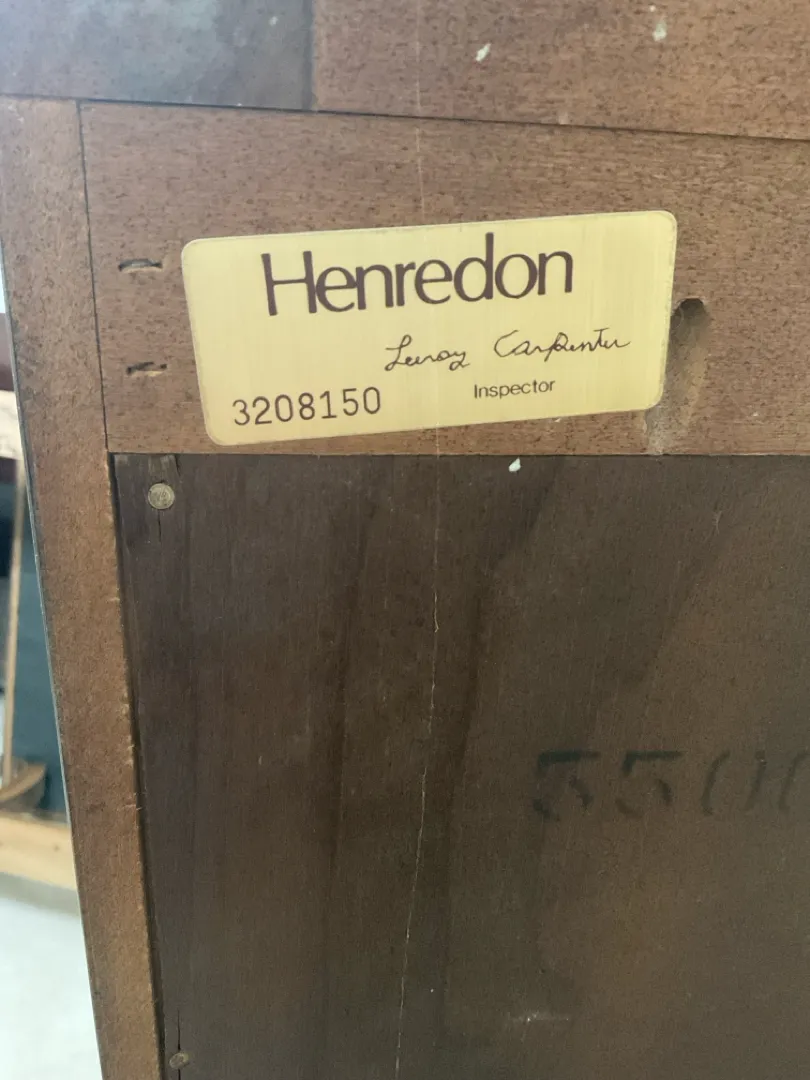 Henredon
Leroy Carpenter
3208150
Inspector